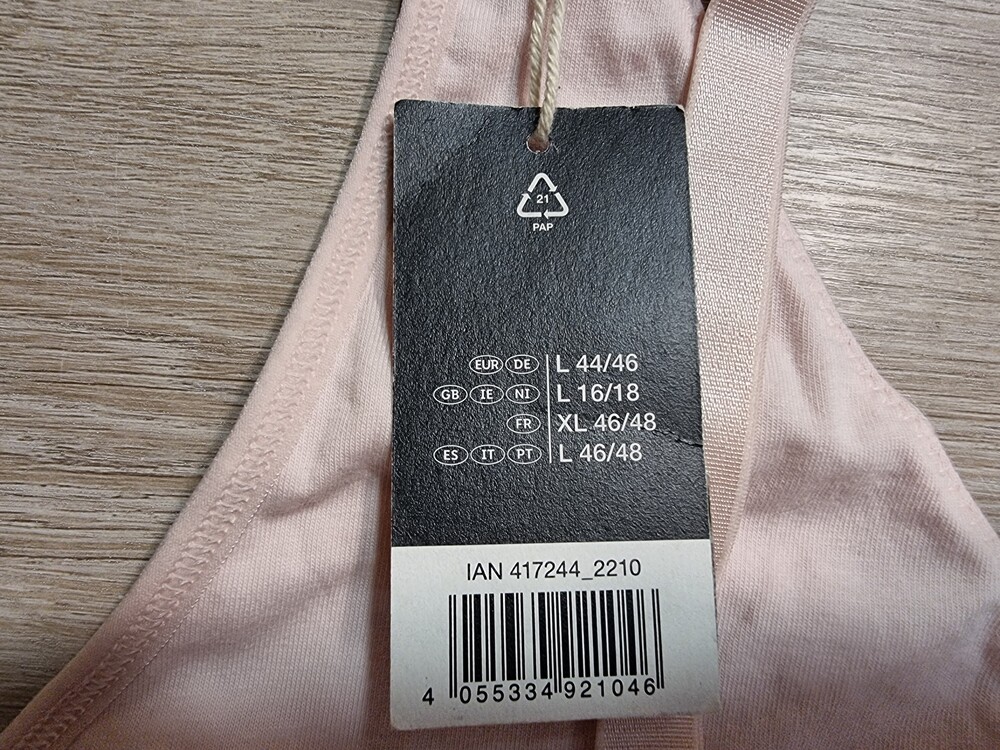 21
PAP
EUR DE L 44/46
GB IE NI L 16/18
FR XL 46/48
ES IT PT L 46/48
IAN 417244_2210
4 055334 921046